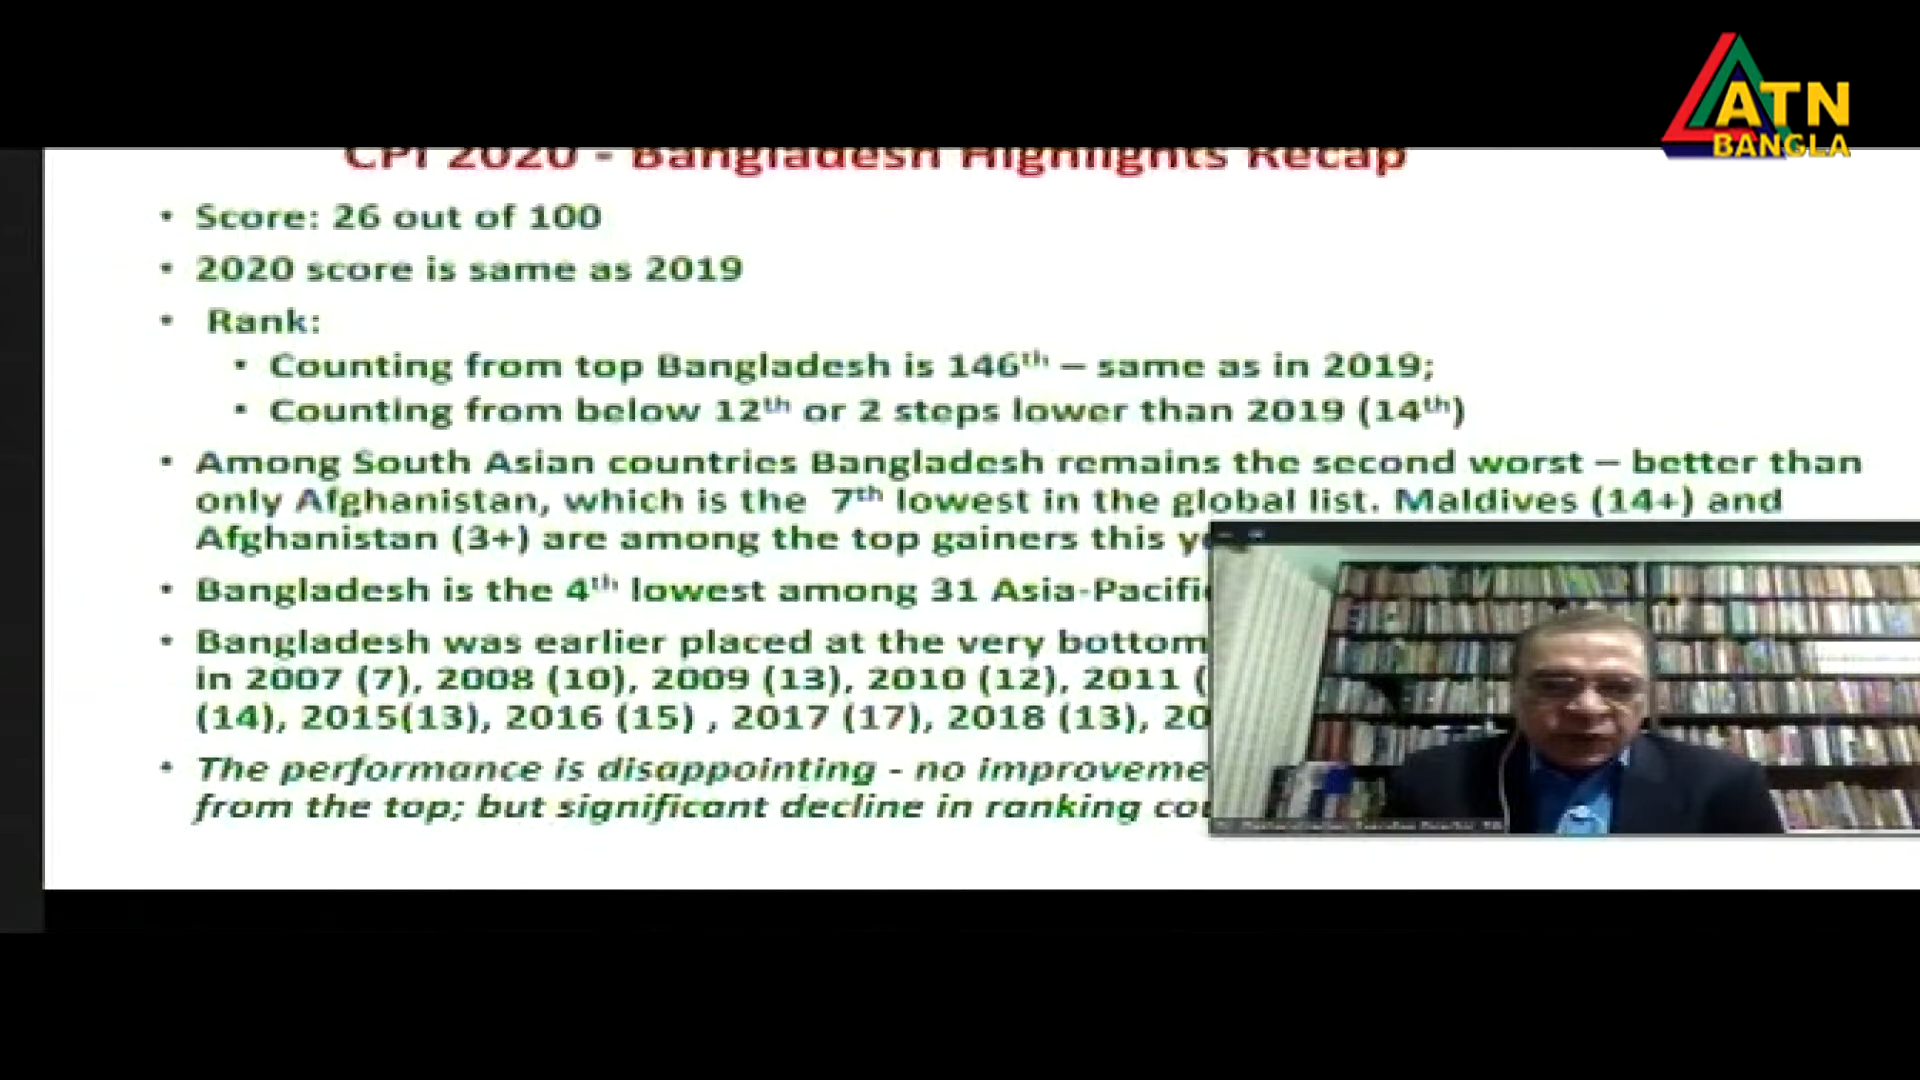 ATN
BANGLA
CPI 2020 - Bangladesh Highlights Recap
• Score: 26 out of 100
• 2020 score is same as 2019
• Rank:
• Counting from top Bangladesh is 146th – same as in 2019;
• Counting from below 12th or 2 steps lower than 2019 (14th)
• Among South Asian countries Bangladesh remains the second worst – better than
only Afghanistan, which is the 7th lowest in the global list. Maldives (14+) and
Afghanistan (3+) are among the top gainers this
• Bangladesh is the 4th lowest among 31 Asia-Pacifi
• Bangladesh was earlier placed at the very bottom
in 2007 (7), 2008 (10), 2009 (13), 2010 (12), 2011 (
(14), 2015(13), 2016 (15) , 2017 (17), 2018 (13), 20
• The performance is disappointing - no improveme
from the top; but significant decline in ranking cou